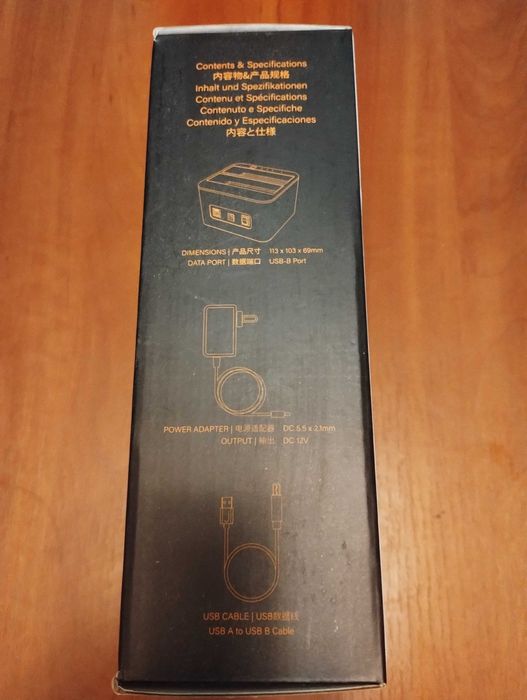 Contents & Specifications
内容物&产品规格
Inhalt und Spezifikationen
Contenu et Spécifications
Contenuto e Specifiche
Contenido y Especificaciones
内容と仕様
DIMENSIONS | 产品尺寸 113 x 103 x 69mm
DATA PORT | 数据端口 USB-B Port
POWER ADAPTER | 电源适配器 DC 5.5 x 2.1mm
OUTPUT | 输出 DC 12V
USB CABLE | USB数据线
USB A to USB B Cable